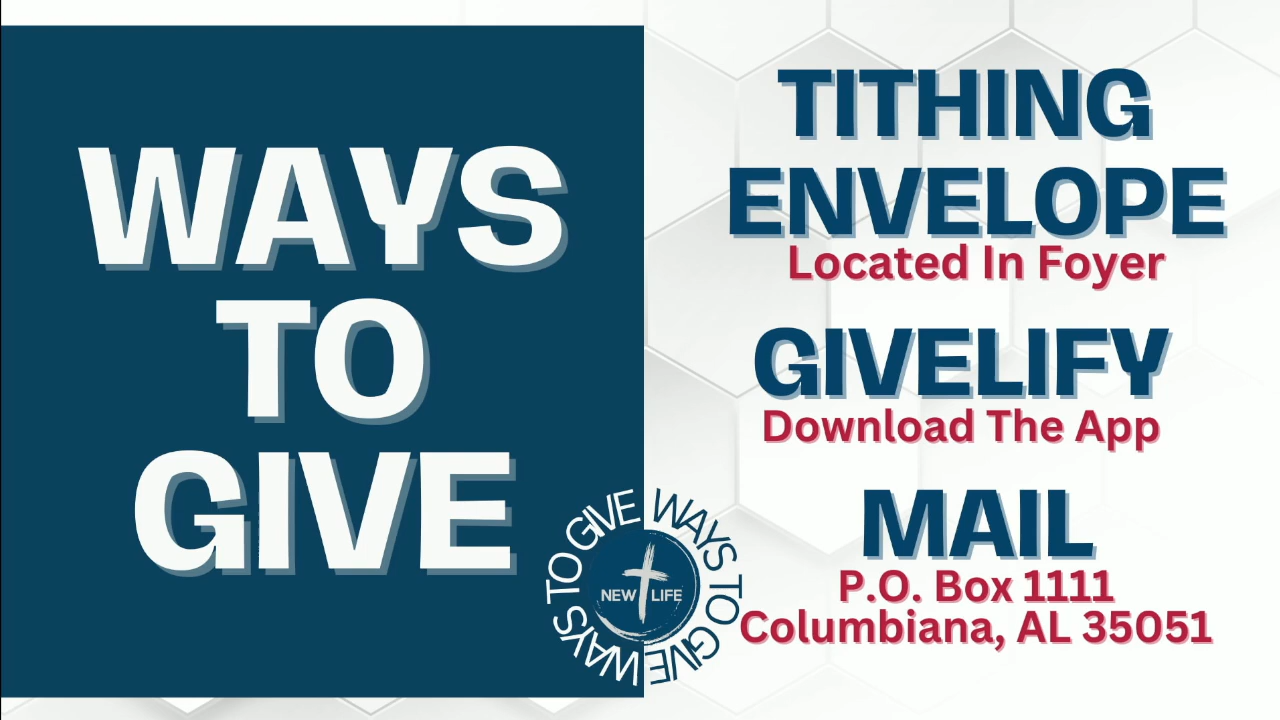 WAYS
TO
GIVE
TITHING
ENVELOPE
Located In Foyer
GIVELIFY
Download The App
MAIL
P.O. Box 1111
Columbiana, AL 35051
WAYS TO GIVE WAYS TO GIVE
NEW LIFE